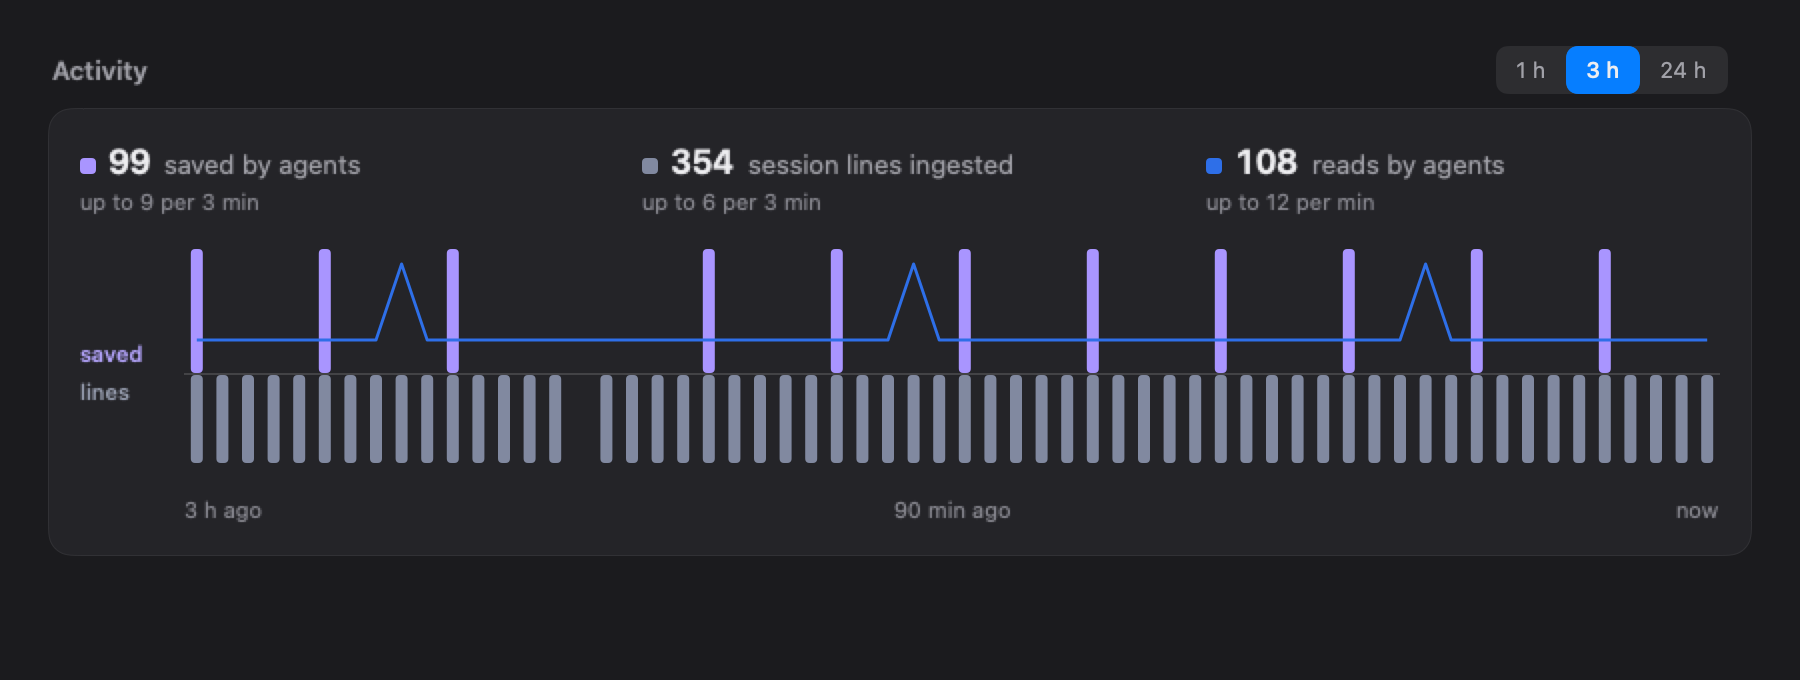 Activity
1 h 3 h 24 h
99 saved by agents
up to 9 per 3 min
354 session lines ingested
up to 6 per 3 min
108 reads by agents
up to 12 per min
saved
lines
3 h ago 90 min ago now